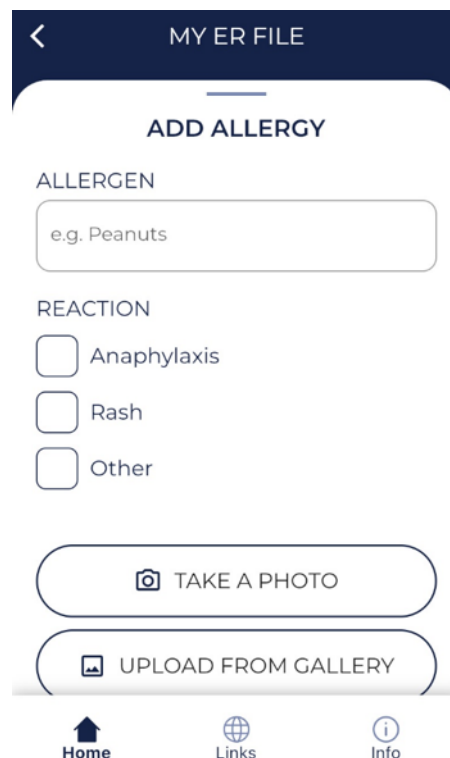 MY ER FILE
ADD ALLERGY
ALLERGEN
e.g. Peanuts
REACTION
Anaphylaxis
Rash
Other
TAKE A PHOTO
UPLOAD FROM GALLERY
Home Links Info